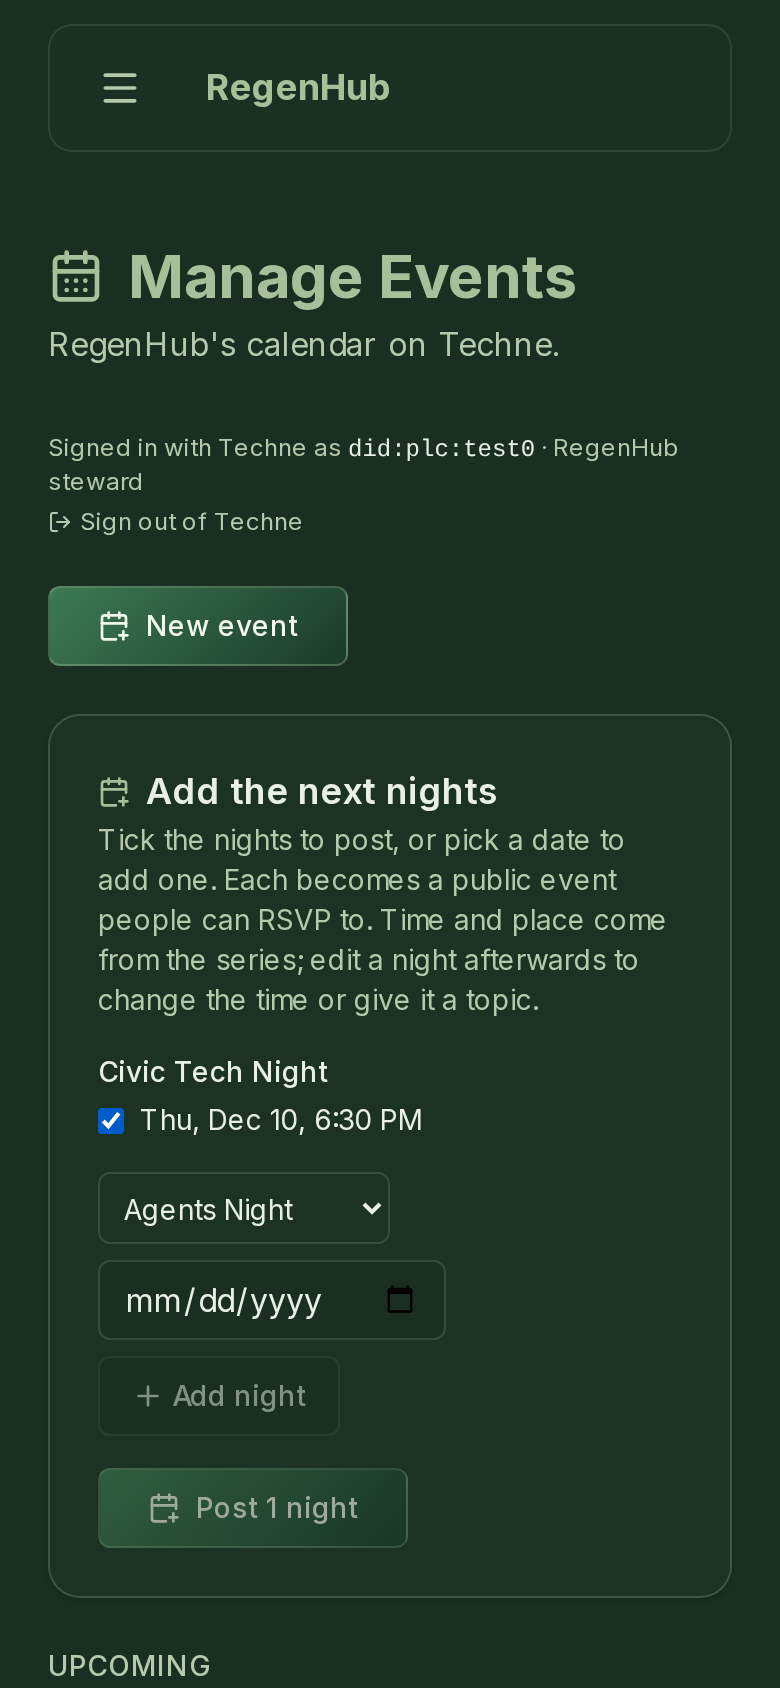 RegenHub
Manage Events
RegenHub's calendar on Techne.
Signed in with Techne as did:plc:test0 · RegenHub
steward
Sign out of Techne
New event
Add the next nights
Tick the nights to post, or pick a date to
add one. Each becomes a public event
people can RSVP to. Time and place come
from the series; edit a night afterwards to
change the time or give it a topic.
Civic Tech Night
Thu, Dec 10, 6:30 PM
Agents Night
mm/dd/yyyy
Add night
Post 1 night
UPCOMING